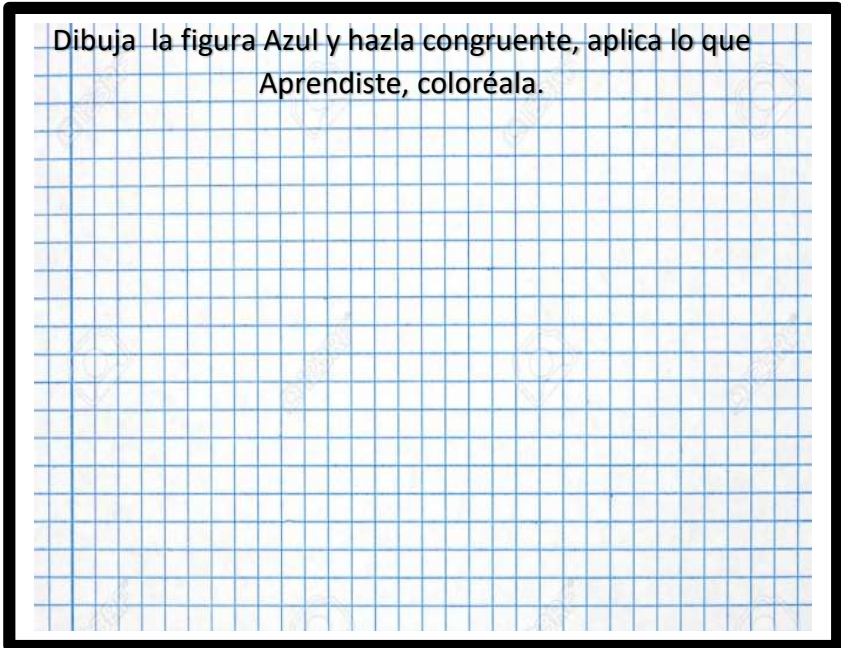 Dibuja  la figura Azul y hazla congruente, aplica lo que
Aprendiste, coloréala.